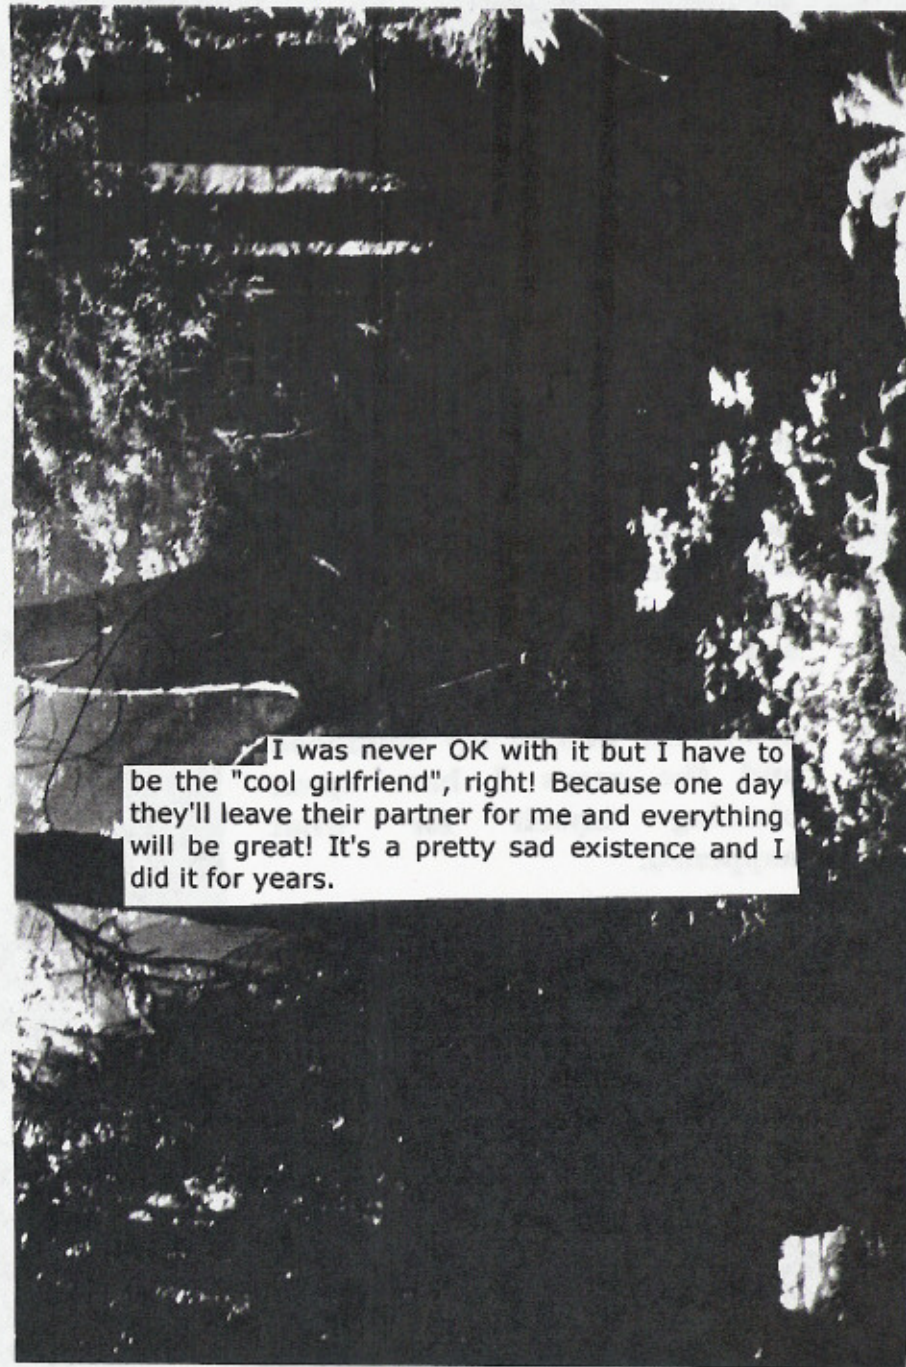 I was never OK with it but I have to
be the "cool girlfriend", right! Because one day
they'll leave their partner for me and everything
will be great! It's a pretty sad existence and I
did it for years.